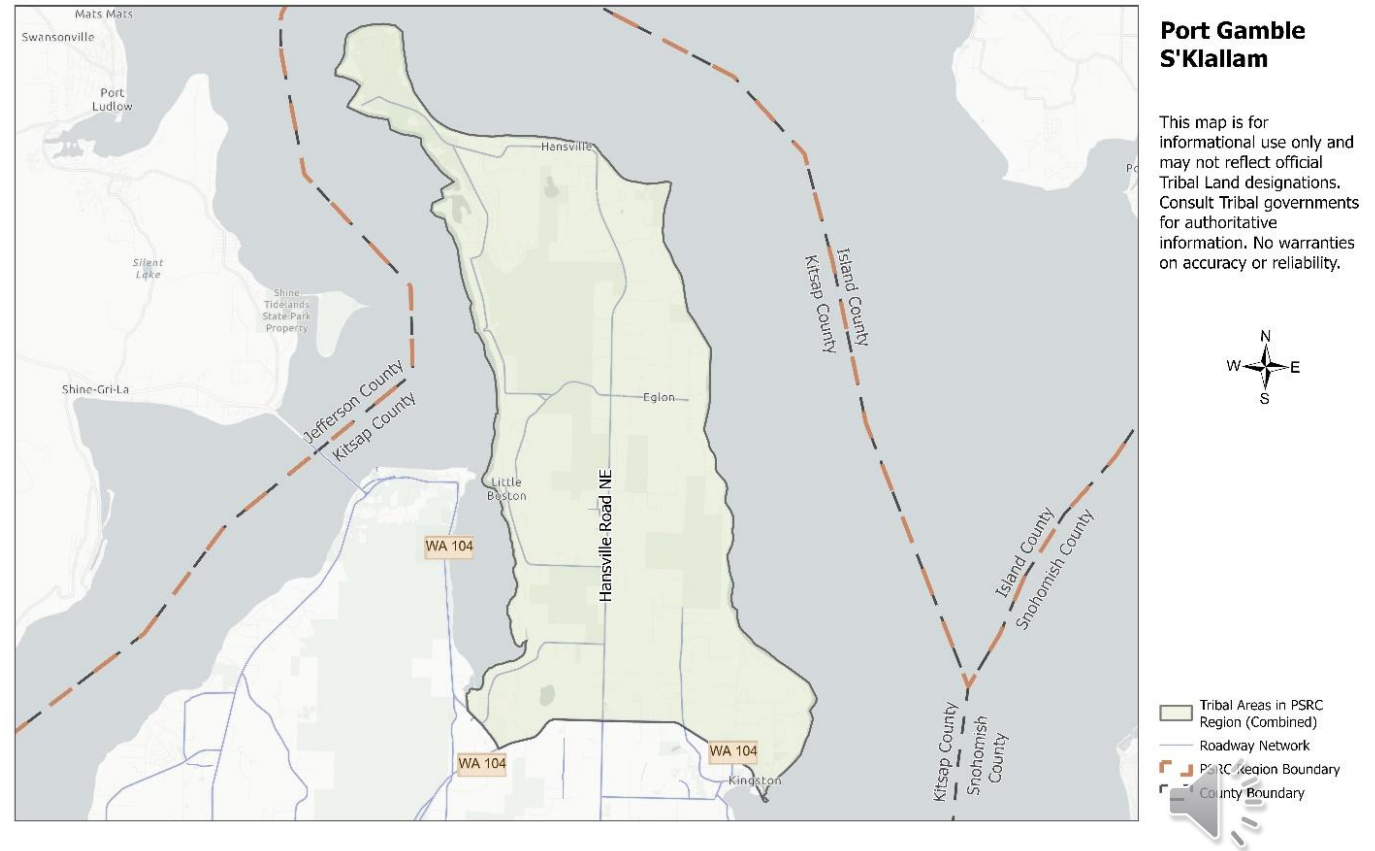 Mats Mats
Swansonville
Port
Ludlow
Silent
Lake
Shine
Tidelands
State Park
Property
Shine-Gri-La
Jefferson County
Kitsap County
Hansville
Eglon
Little
Boston
Hansville Road NE
WA 104
WA 104
WA 104
Kingston
Island County
Kitsap County
Island County
Snohomish County
Kitsap County
Snohomish
County
Port Gamble
S'Klallam
This map is for
informational use only and
may not reflect official
Tribal Land designations.
Consult Tribal governments
for authoritative
information. No warranties
on accuracy or reliability.
N
W
E
S
Tribal Areas in PSRC
Region (Combined)
Roadway Network
PSRC Region Boundary
County Boundary